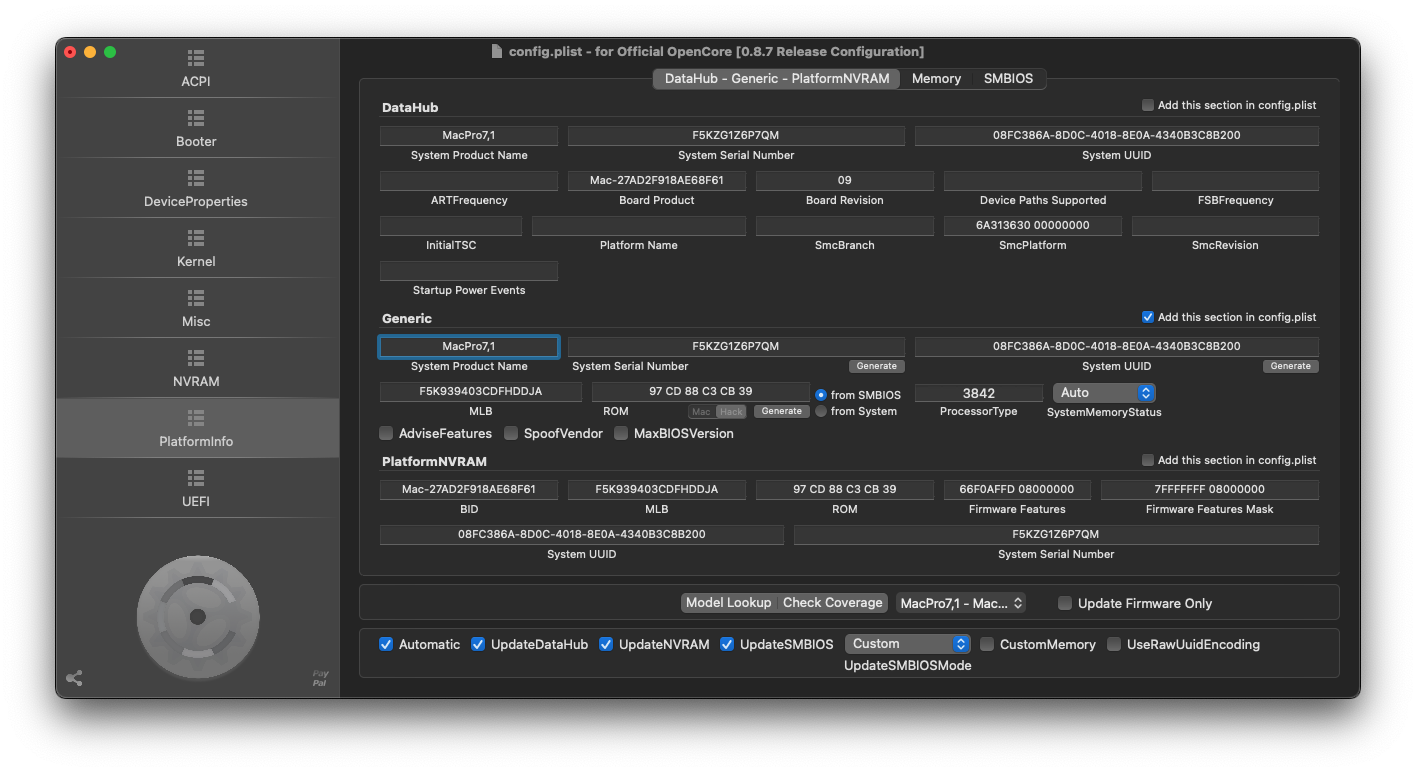 config.plist - for Official OpenCore [0.8.7 Release Configuration]
ACPI
Booter
DeviceProperties
Kernel
Misc
NVRAM
PlatformInfo
UEFI
Pay
Pal
DataHub - Generic - PlatformNVRAM Memory SMBIOS
DataHub Add this section in config.plist
MacPro7,1 F5KZG1Z6P7QM 08FC386A-8D0C-4018-8E0A-4340B3C8B200
System Product Name System Serial Number System UUID
Mac-27AD2F918AE68F61 09
ARTFrequency Board Product Board Revision Device Paths Supported FSBFrequency
6A313630 00000000
InitialTSC Platform Name SmcBranch SmcPlatform SmcRevision
Startup Power Events
Generic Add this section in config.plist
MacPro7,1 F5KZG1Z6P7QM 08FC386A-8D0C-4018-8E0A-4340B3C8B200
System Product Name System Serial Number Generate System UUID Generate
F5K939403CDFHDDJA 97 CD 88 C3 CB 39 from SMBIOS 3842 Auto
MLB ROM Mac Hack Generate from System ProcessorType SystemMemoryStatus
AdviseFeatures SpoofVendor MaxBIOSVersion
PlatformNVRAM Add this section in config.plist
Mac-27AD2F918AE68F61 F5K939403CDFHDDJA 97 CD 88 C3 CB 39 66F0AFFD 08000000 7FFFFFFF 08000000
BID MLB ROM Firmware Features Firmware Features Mask
08FC386A-8D0C-4018-8E0A-4340B3C8B200 F5KZG1Z6P7QM
System UUID System Serial Number
Model Lookup Check Coverage MacPro7,1 - Mac... Update Firmware Only
Automatic UpdateDataHub UpdateNVRAM UpdateSMBIOS Custom CustomMemory UseRawUuidEncoding
UpdateSMBIOSMode